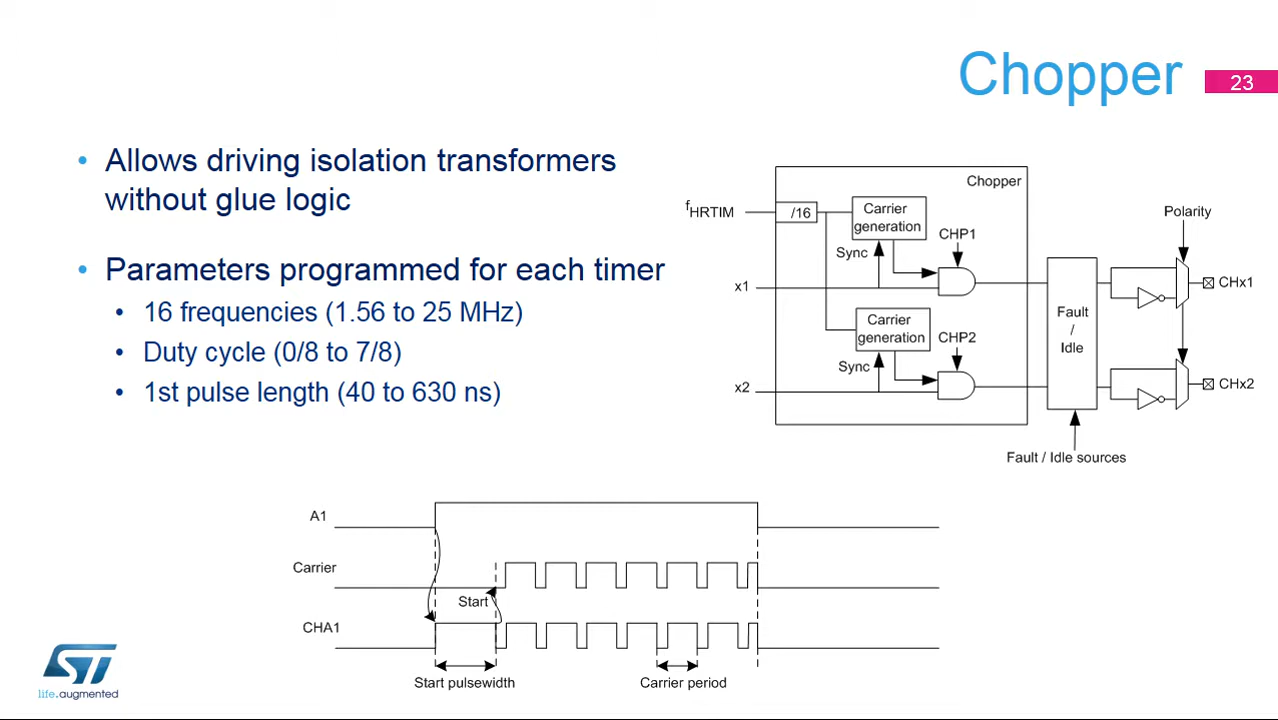 Chopper
23
• Allows driving isolation transformers
without glue logic
• Parameters programmed for each timer
• 16 frequencies (1.56 to 25 MHz)
• Duty cycle (0/8 to 7/8)
• 1st pulse length (40 to 630 ns)
Chopper
fHRTIM
/16
Carrier
generation
CHP1
Sync
x1
Carrier
generation
CHP2
Sync
x2
Fault
/
Idle
Polarity
CHx1
CHx2
Fault / Idle sources
A1
Carrier
Start
CHA1
Start pulsewidth
Carrier period
ST
life.augmented